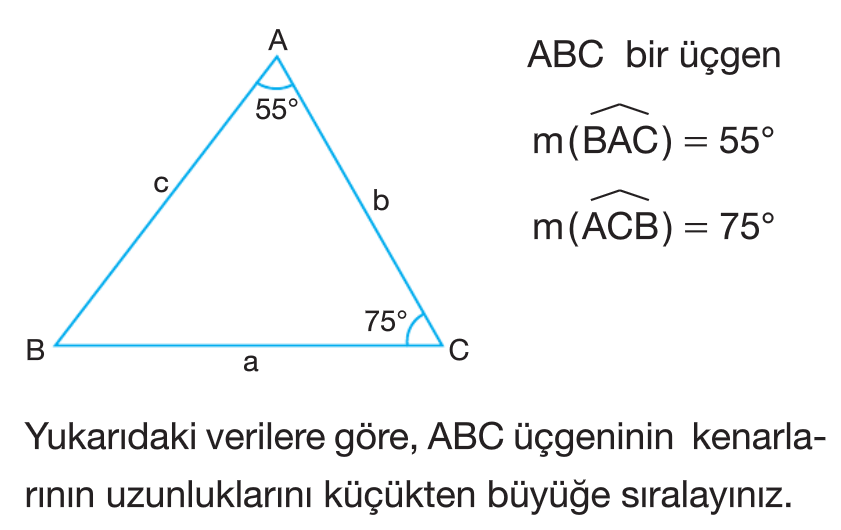 A
ABC bir üçgen
55°
m(BAC) = 55°
c
b
m(ACB) = 75°
75°
B
C
a
Yukarıdaki verilere göre, ABC üçgeninin kenarla-
rının uzunluklarını küçükten büyüğe sıralayınız.